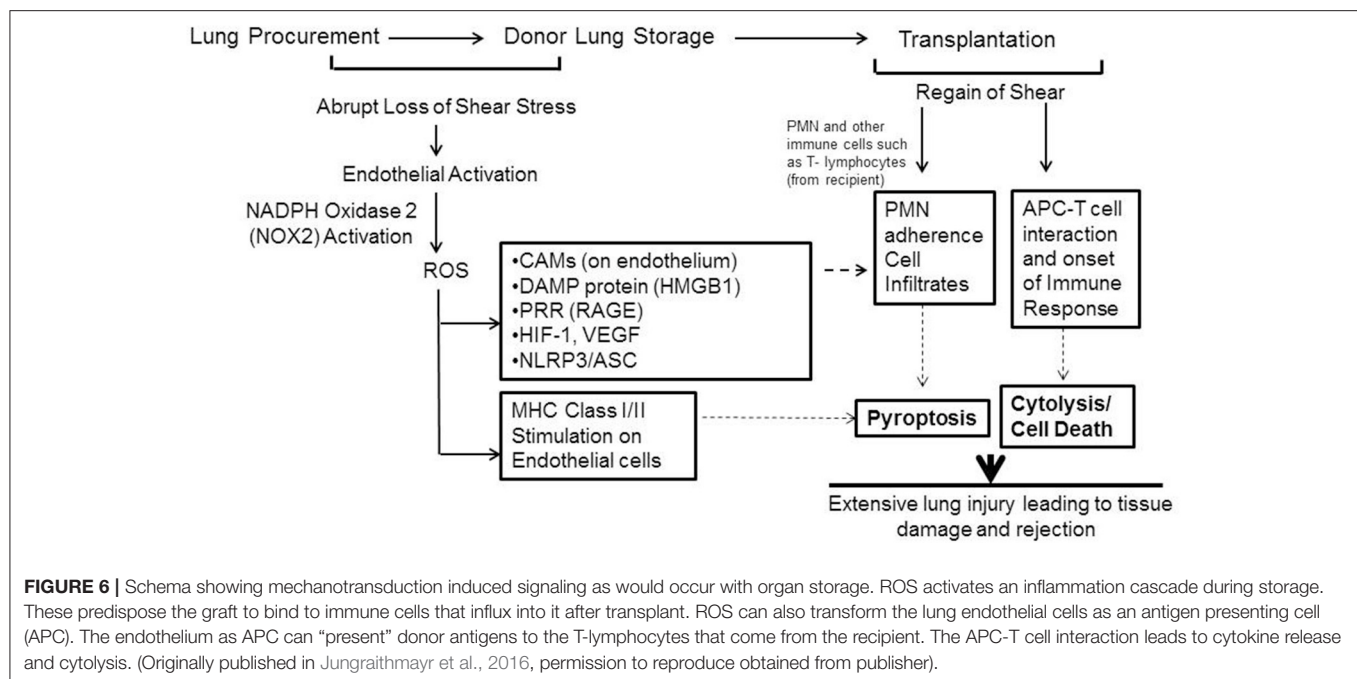 Lung Procurement
Donor Lung Storage
Transplantation
Abrupt Loss of Shear Stress
Regain of Shear
Endothelial Activation
PMN and other
immune cells such
as T- lymphocytes
(from recipient)
NADPH Oxidase 2
(NOX2) Activation
ROS
•CAMs (on endothelium)
•DAMP protein (HMGB1)
•PRR (RAGE)
•HIF-1, VEGF
•NLRP3/ASC
PMN
adherence
Cell
Infiltrates
APC-T cell
interaction
and onset
of Immune
Response
MHC Class I/II
Stimulation on
Endothelial cells
Pyroptosis
Cytolysis/
Cell Death
Extensive lung injury leading to tissue
damage and rejection
FIGURE 6 | Schema showing mechanotransduction induced signaling as would occur with organ storage. ROS activates an inflammation cascade during storage.
These predispose the graft to bind to immune cells that influx into it after transplant. ROS can also transform the lung endothelial cells as an antigen presenting cell
(APC). The endothelium as APC can “present” donor antigens to the T-lymphocytes that come from the recipient. The APC-T cell interaction leads to cytokine release
and cytolysis. (Originally published in Jungraithmayr et al., 2016, permission to reproduce obtained from publisher).